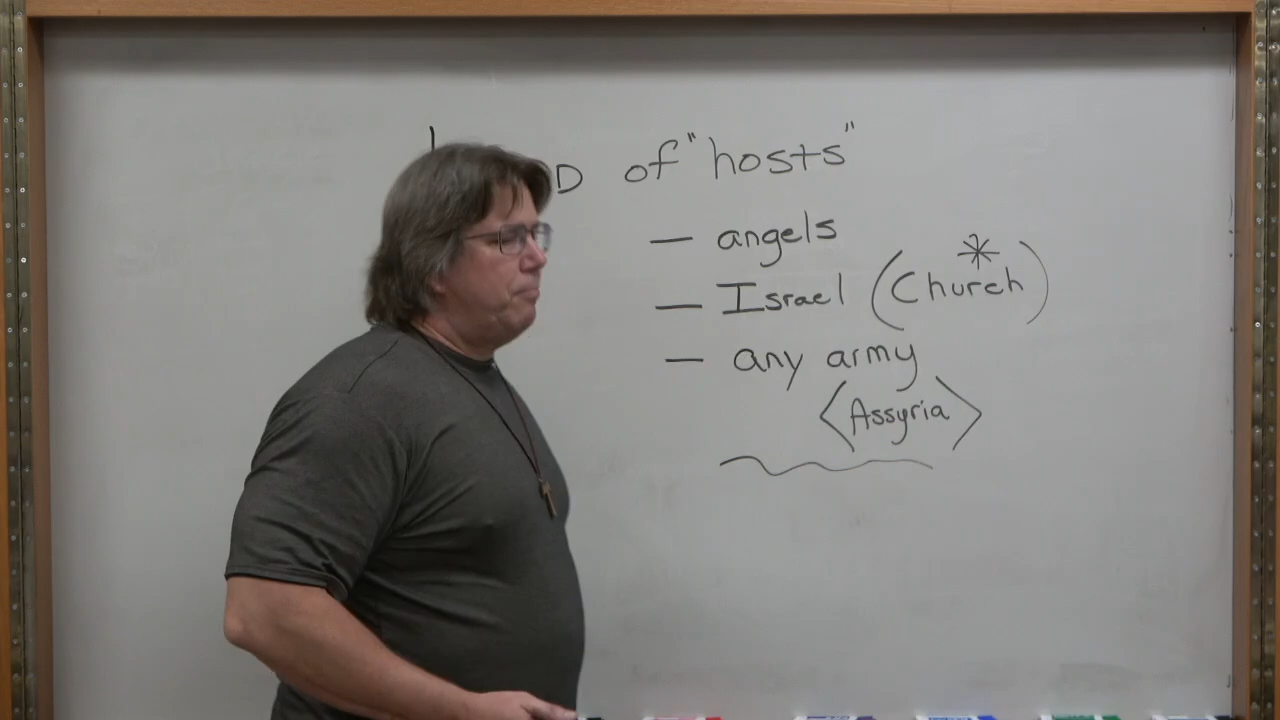 of "hosts"
— angels
— Israel (Church*)
— any army
<Assyria>